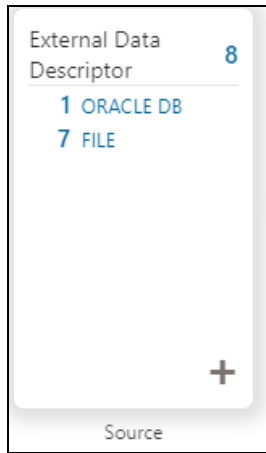 External Data
Descriptor 8
1 ORACLE DB
7 FILE
+
Source